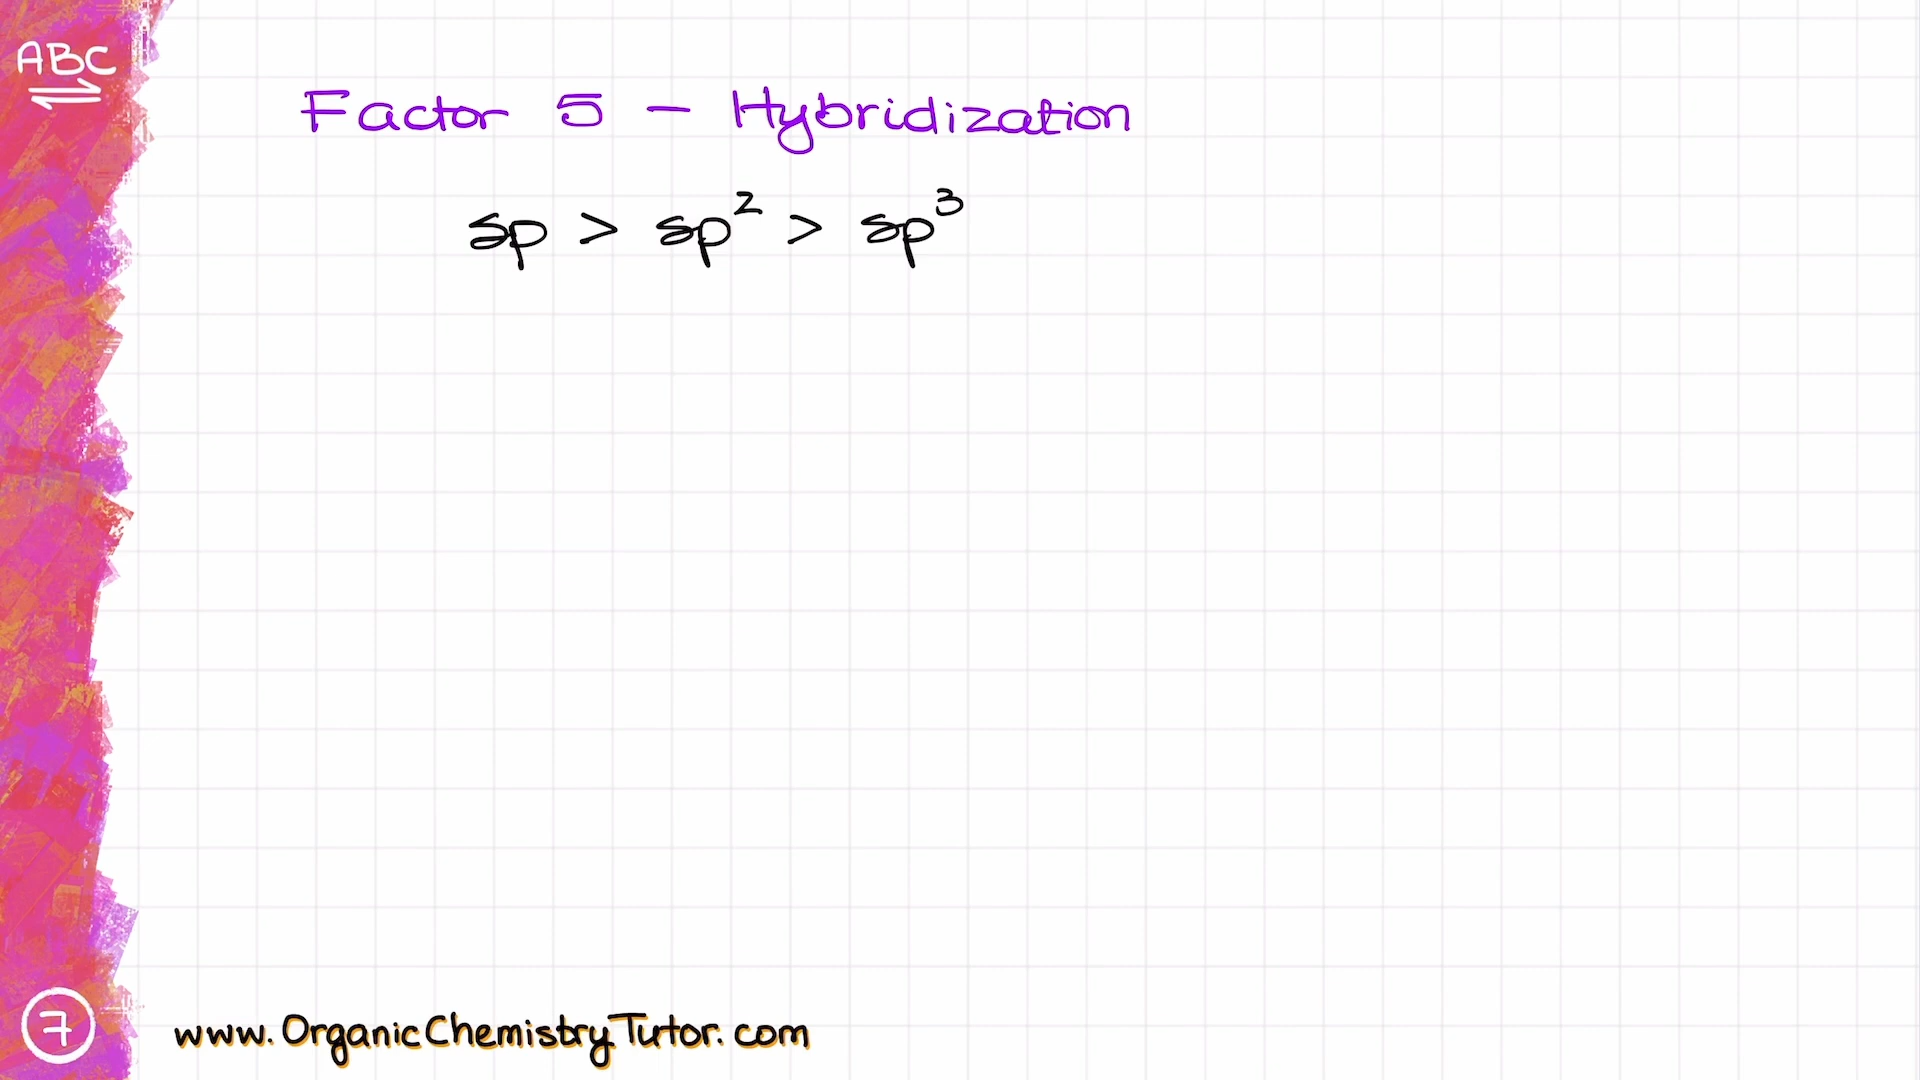 ABC
Factor 5 - Hybridization
sp > sp² > sp³
7
www.OrganicChemistryTutor.com